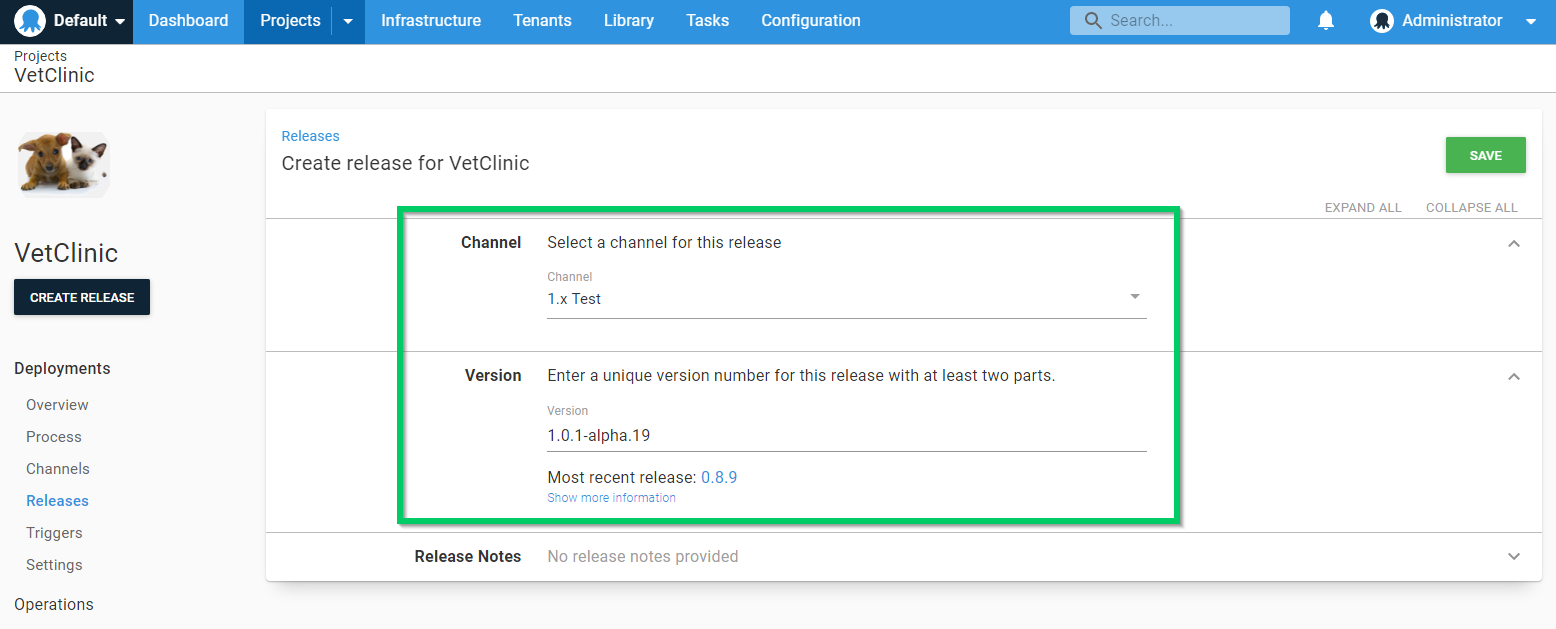 Default Dashboard Projects Infrastructure Tenants Library Tasks Configuration Search... Administrator
Projects
VetClinic
VetClinic
CREATE RELEASE
Deployments
Overview
Process
Channels
Releases
Triggers
Settings
Operations
Releases
Create release for VetClinic
SAVE
EXPAND ALL COLLAPSE ALL
Channel Select a channel for this release
Channel
1.x Test
Version Enter a unique version number for this release with at least two parts.
Version
1.0.1-alpha.19
Most recent release: 0.8.9
Show more information
Release Notes No release notes provided